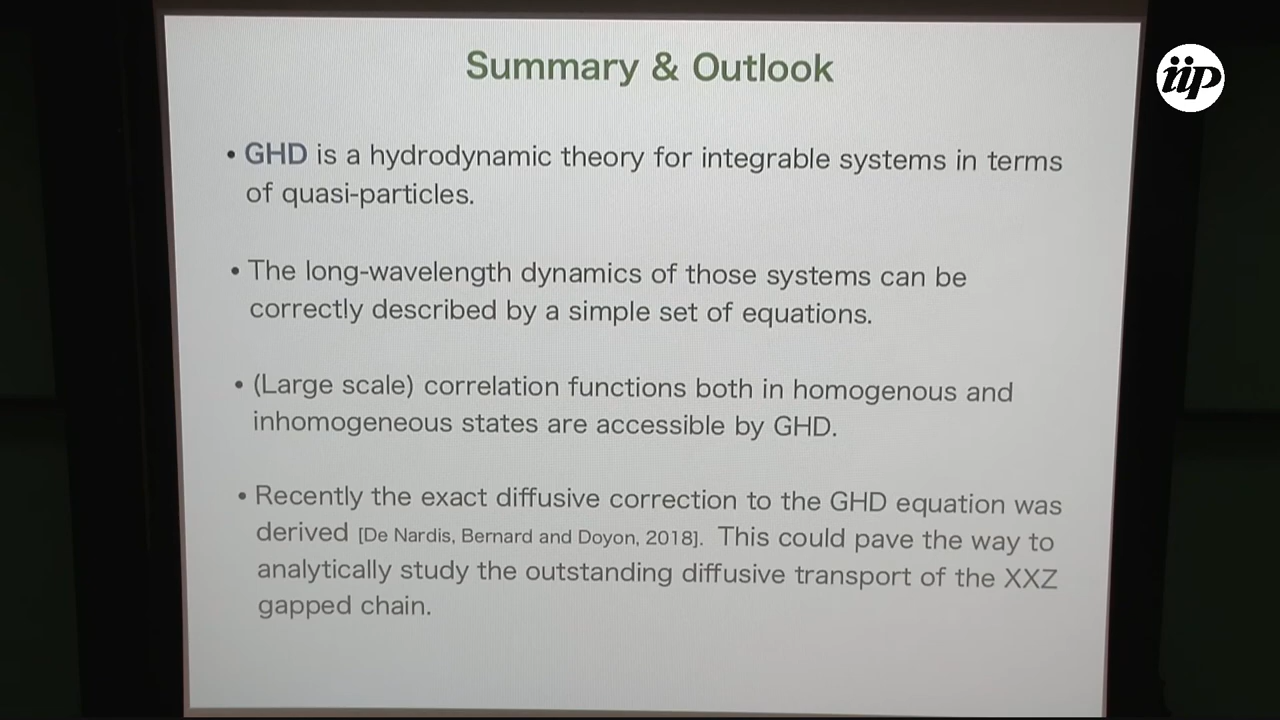 Summary & Outlook
iip
• GHD is a hydrodynamic theory for integrable systems in terms
of quasi-particles.
• The long-wavelength dynamics of those systems can be
correctly described by a simple set of equations.
• (Large scale) correlation functions both in homogenous and
inhomogeneous states are accessible by GHD.
• Recently the exact diffusive correction to the GHD equation was
derived [De Nardis, Bernard and Doyon, 2018]. This could pave the way to
analytically study the outstanding diffusive transport of the XXZ
gapped chain.